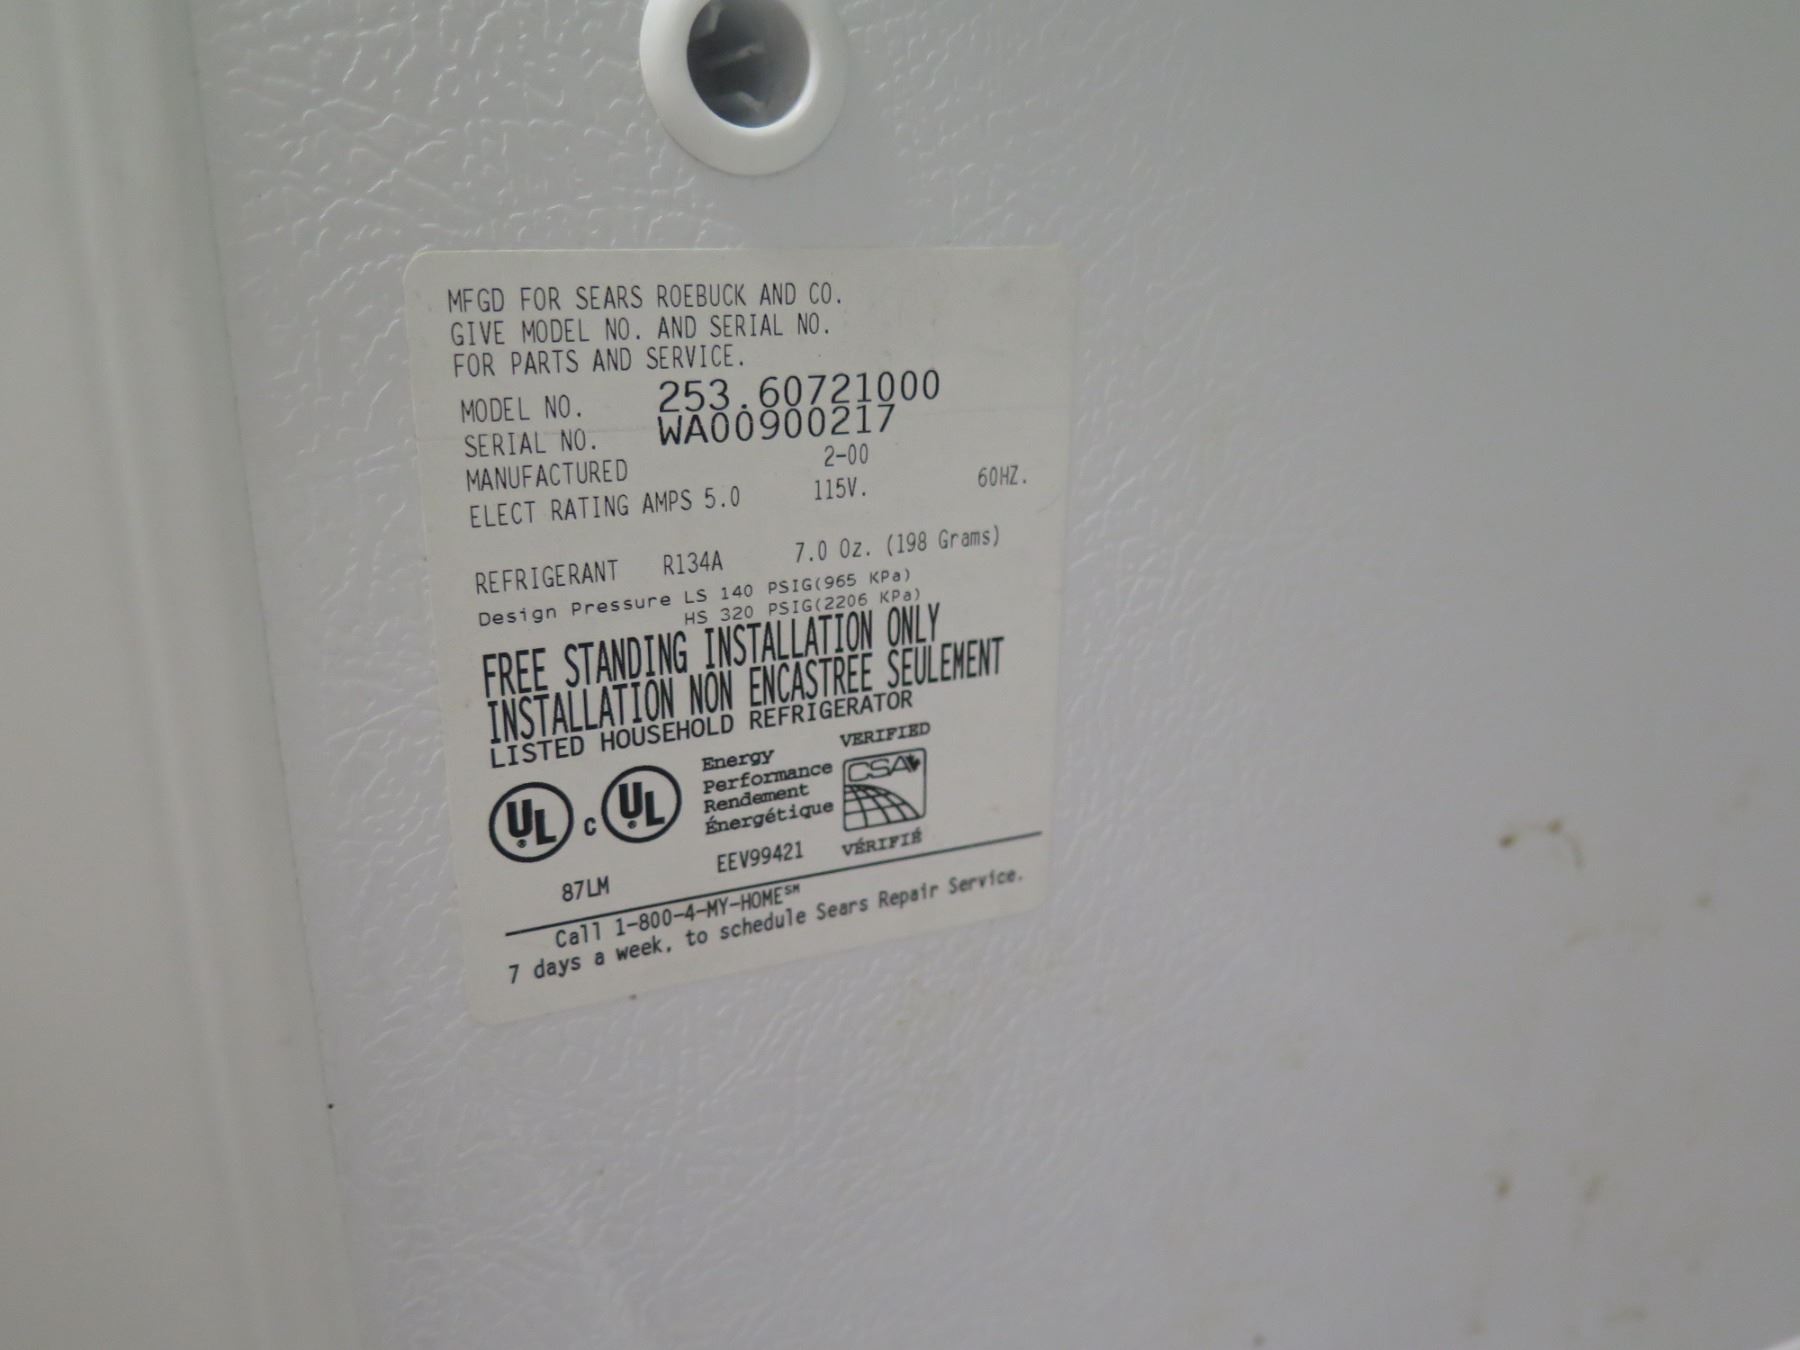 MFGD FOR SEARS ROEBUCK AND CO.
GIVE MODEL NO. AND SERIAL NO.
FOR PARTS AND SERVICE.
MODEL NO. 253.60721000
SERIAL NO. WA00900217
MANUFACTURED 2-00
ELECT RATING AMPS 5.0 115V. 60HZ.
REFRIGERANT R134A 7.0 Oz. (198 Grams)
Design Pressure LS 140 PSIG(965 KPa)
HS 320 PSIG(2206 KPa)
FREE STANDING INSTALLATION ONLY
INSTALLATION NON ENCASTREE SEULEMENT
LISTED HOUSEHOLD REFRIGERATOR
UL ® c UL ®
87LM
Energy
Performance
Rendement
Énergétique
EEV99421
VERIFIED
CSA
VÉRIFIÉ
Call 1-800-4-MY-HOME℠
7 days a week, to schedule Sears Repair Service.